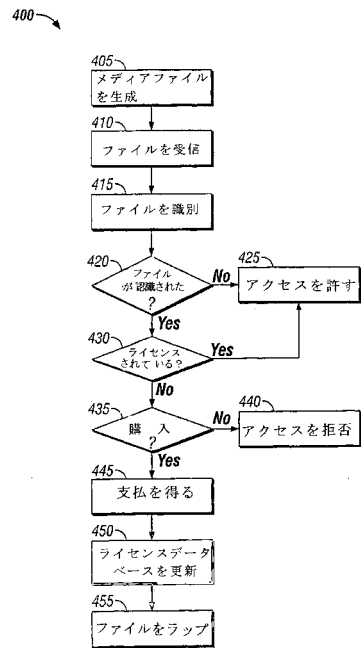 400
405
メディアファイル
を生成
410
ファイルを受信
415
ファイルを識別
420
ファイル
が認識された
?
No
425
アクセスを許す
Yes
430
ライセンス
されている?
Yes
No
435
購 入
?
No
440
アクセスを拒否
Yes
445
支払を得る
450
ライセンスデータ
ベースを更新
455
ファイルをラップ